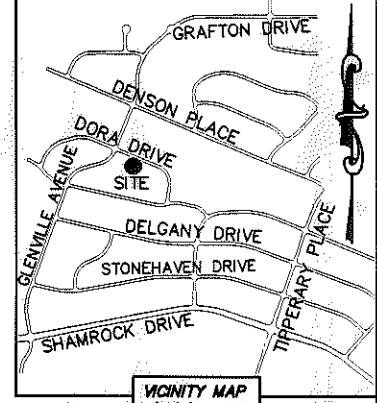 GRAFTON DRIVE
DENSON PLACE
DORA DRIVE
SITE
GLENVILLE AVENUE
DELGANY DRIVE
TIPPERARY PLACE
STONEHAVEN DRIVE
SHAMROCK DRIVE
VICINITY MAP